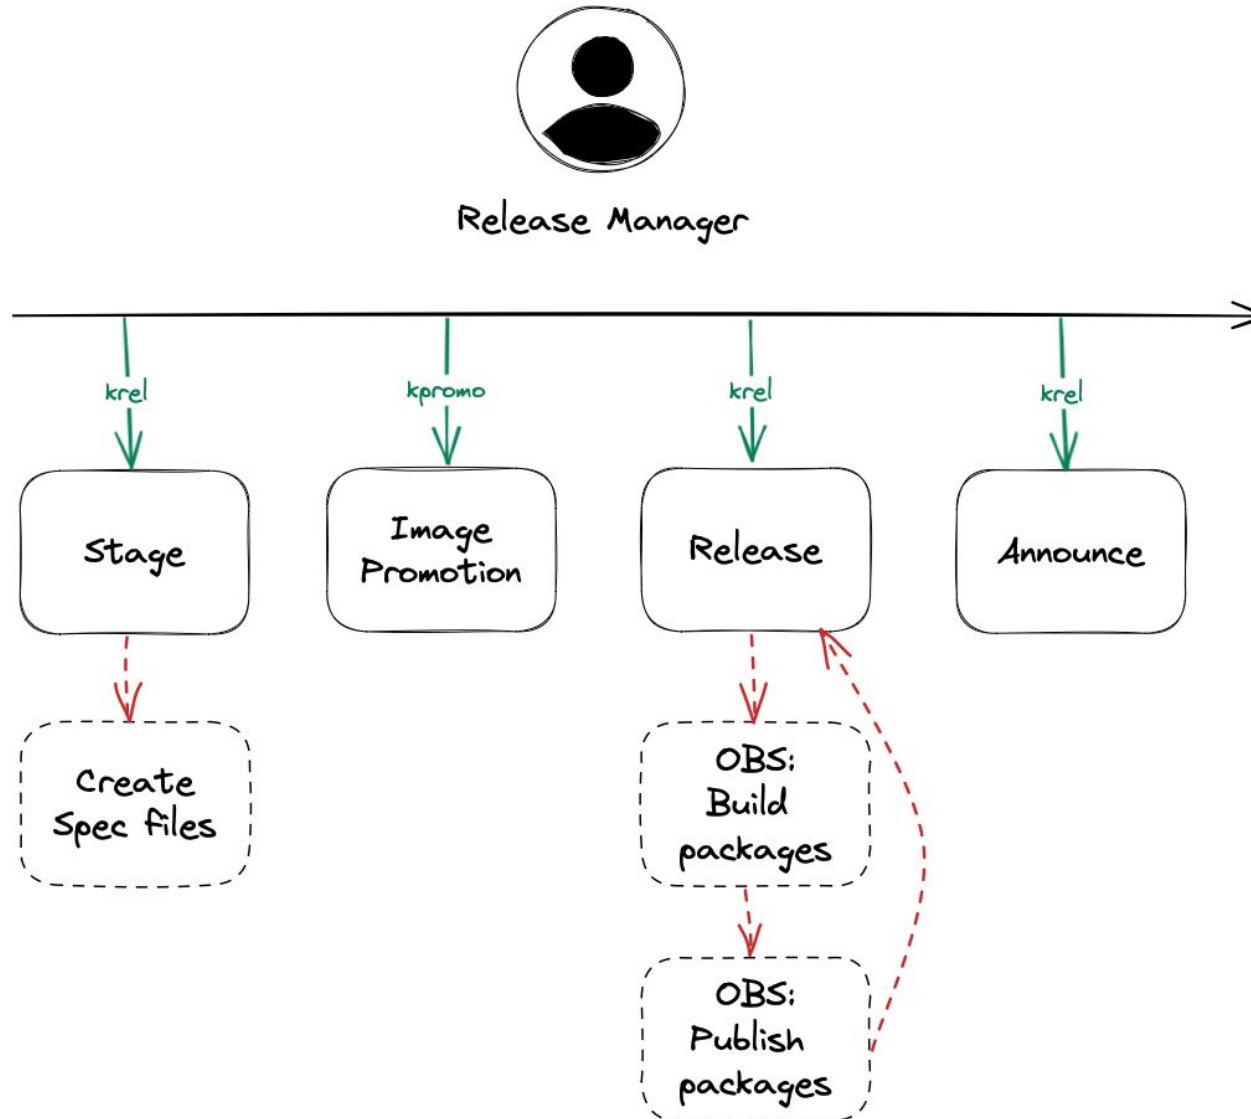 Release Manager
krel
kpromo
krel
krel
Stage
Image
Promotion
Release
Announce
Create
Spec files
OBS:
Build
packages
OBS:
Publish
packages